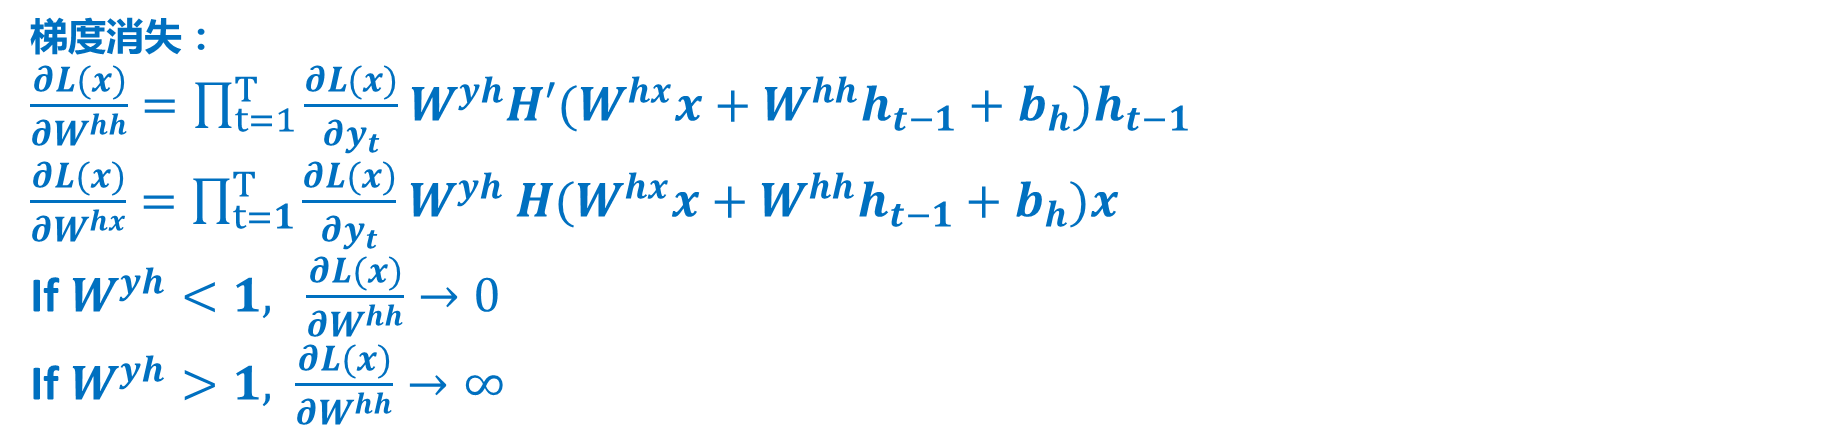 梯度消失：
∂L(x)/∂W^{hh} = ∏_{t=1}^{T} ∂L(x)/∂y_t W^{yh}H′(W^{hx}x + W^{hh}h_{t−1} + b_h)h_{t−1}
∂L(x)/∂W^{hx} = ∏_{t=1}^{T} ∂L(x)/∂y_t W^{yh} H(W^{hx}x + W^{hh}h_{t−1} + b_h)x
If W^{yh} < 1, ∂L(x)/∂W^{hh} → 0
If W^{yh} > 1, ∂L(x)/∂W^{hh} → ∞